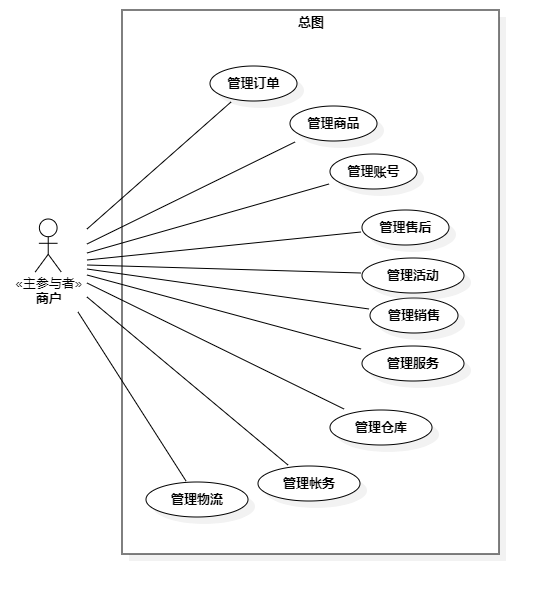 总图
管理订单
管理商品
管理账号
管理售后
管理活动
管理销售
管理服务
管理仓库
管理帐务
管理物流
«主参与者»
商户